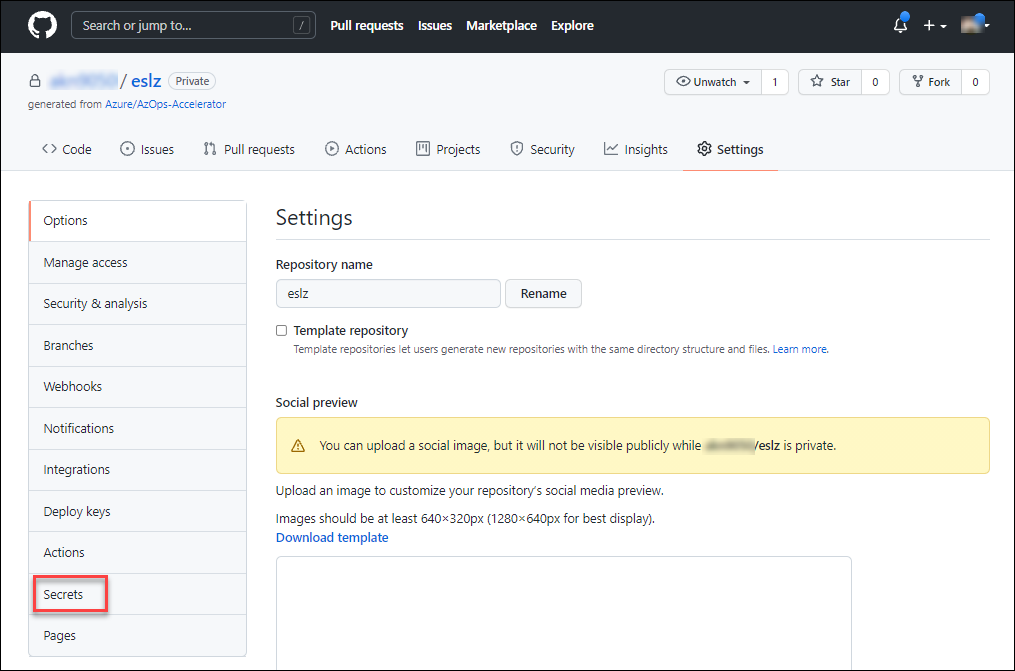 Search or jump to... / Pull requests Issues Marketplace Explore
/ eslz Private Unwatch 1 Star 0 Fork 0
generated from Azure/AzOps-Accelerator
Code Issues Pull requests Actions Projects Security Insights Settings
Options
Manage access
Security & analysis
Branches
Webhooks
Notifications
Integrations
Deploy keys
Actions
Secrets
Pages
Settings
Repository name
eslz Rename
Template repository
Template repositories let users generate new repositories with the same directory structure and files. Learn more.
Social preview
You can upload a social image, but it will not be visible publicly while /eslz is private.
Upload an image to customize your repository's social media preview.
Images should be at least 640×320px (1280×640px for best display).
Download template